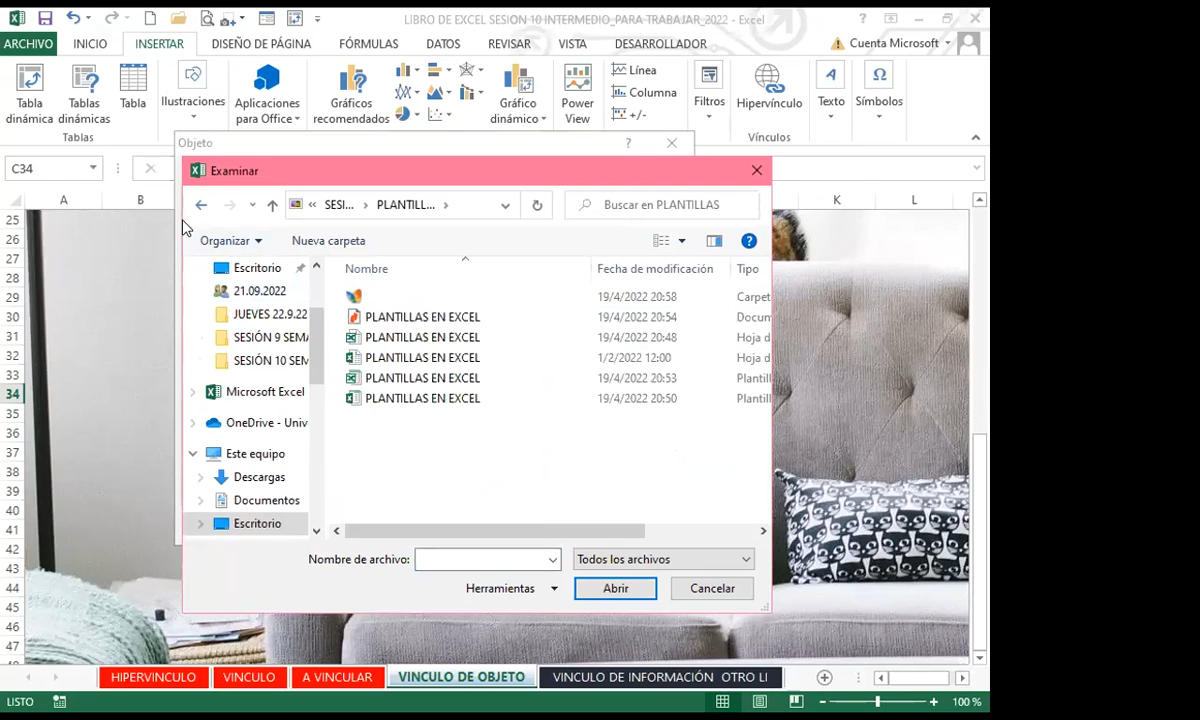 LIBRO DE EXCEL SESION 10 INTERMEDIO_PARA TRABAJAR_2022 - Excel
ARCHIVO INICIO INSERTAR DISEÑO DE PÁGINA FÓRMULAS DATOS REVISAR VISTA DESARROLLADOR Cuenta Microsoft
Tabla dinámica
Tablas dinámicas
Tabla
Ilustraciones
Aplicaciones para Office
Gráficos recomendados
Gráfico dinámico
Power View
Línea
Columna
+/-
Filtros
Hipervínculo
Texto
Símbolos
Tablas
Vínculos
Objeto ?
C34
Examinar
« SESI... › PLANTILL... ›
Buscar en PLANTILLAS
Organizar Nueva carpeta
A B K L
Nombre Fecha de modificación Tipo
Escritorio
21.09.2022
JUEVES 22.9.22
SESIÓN 9 SEMA
SESIÓN 10 SEM
Microsoft Excel
OneDrive - Univ
Este equipo
Descargas
Documentos
Escritorio
19/4/2022 20:58 Carpet
PLANTILLAS EN EXCEL 19/4/2022 20:54 Docum
PLANTILLAS EN EXCEL 19/4/2022 20:48 Hoja d
PLANTILLAS EN EXCEL 1/2/2022 12:00 Hoja d
PLANTILLAS EN EXCEL 19/4/2022 20:53 Plantill
PLANTILLAS EN EXCEL 19/4/2022 20:50 Plantill
25
26
27
28
29
30
31
32
33
34
35
36
37
38
39
40
41
42
43
44
45
46
47
Nombre de archivo: Todos los archivos
Herramientas Abrir Cancelar
HIPERVINCULO VINCULO A VINCULAR VINCULO DE OBJETO VINCULO DE INFORMACIÓN OTRO LI
LISTO 100 %